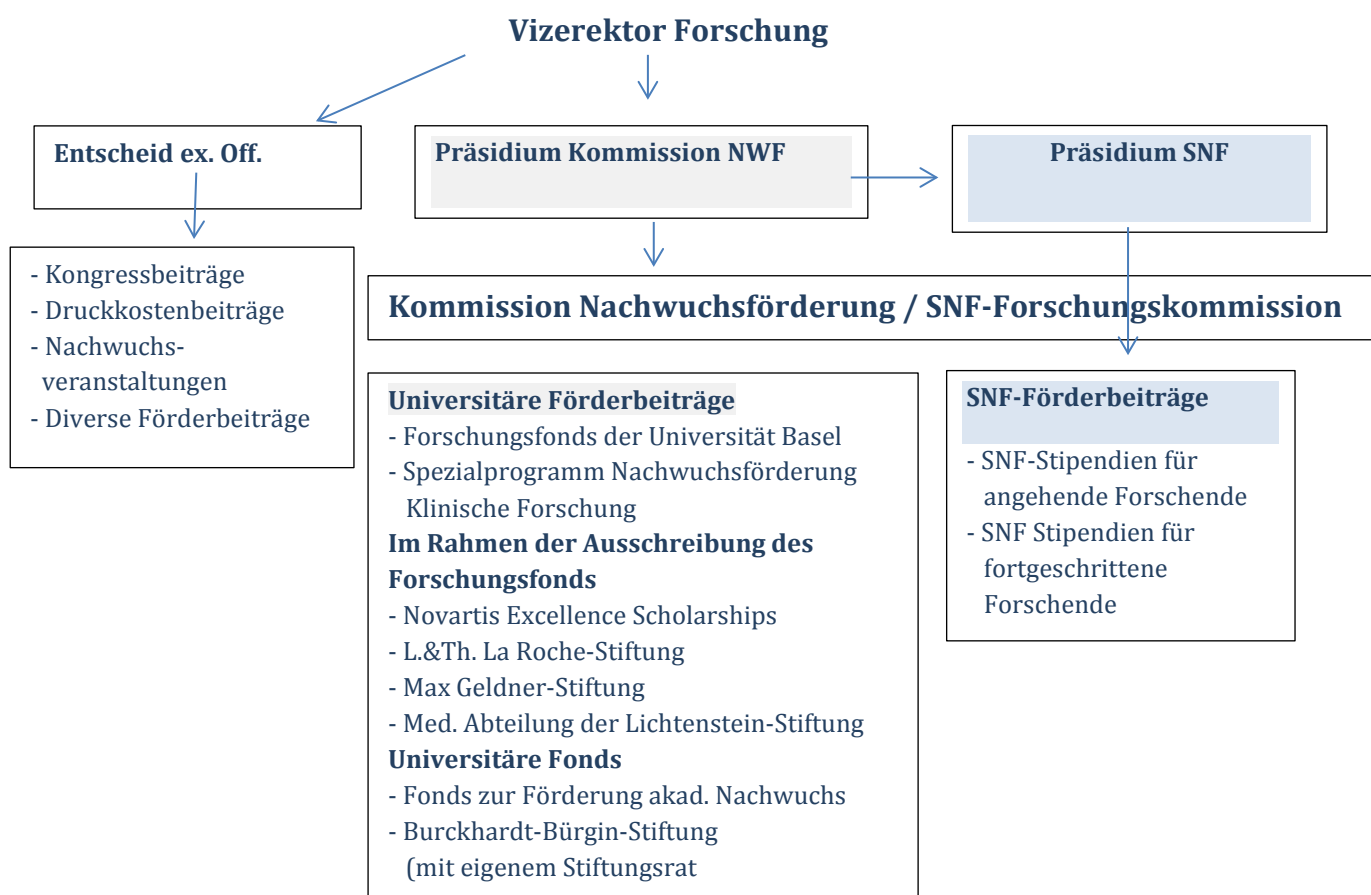 Vizerektor Forschung
Entscheid ex. Off.
Präsidium Kommission NWF
Präsidium SNF
- Kongressbeiträge
- Druckkostenbeiträge
- Nachwuchs-
veranstaltungen
- Diverse Förderbeiträge
Kommission Nachwuchsförderung / SNF-Forschungskommission
Universitäre Förderbeiträge
- Forschungsfonds der Universität Basel
- Spezialprogramm Nachwuchsförderung
Klinische Forschung
Im Rahmen der Ausschreibung des
Forschungsfonds
- Novartis Excellence Scholarships
- L.&Th. La Roche-Stiftung
- Max Geldner-Stiftung
- Med. Abteilung der Lichtenstein-Stiftung
Universitäre Fonds
- Fonds zur Förderung akad. Nachwuchs
- Burckhardt-Bürgin-Stiftung
(mit eigenem Stiftungsrat
SNF-Förderbeiträge
- SNF-Stipendien für
angehende Forschende
- SNF Stipendien für
fortgeschrittene
Forschende